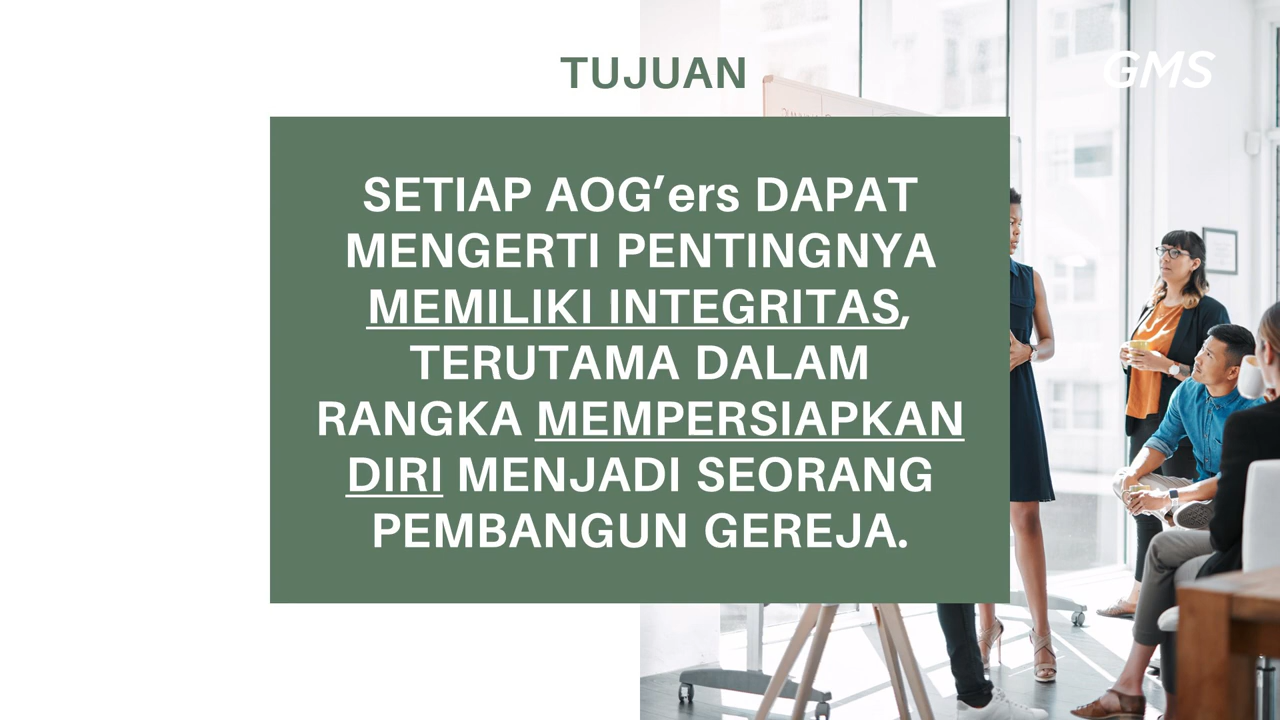 TUJUAN
GMS
SETIAP AOG’ers DAPAT
MENGERTI PENTINGNYA
MEMILIKI INTEGRITAS,
TERUTAMA DALAM
RANGKA MEMPERSIAPKAN
DIRI MENJADI SEORANG
PEMBANGUN GEREJA.